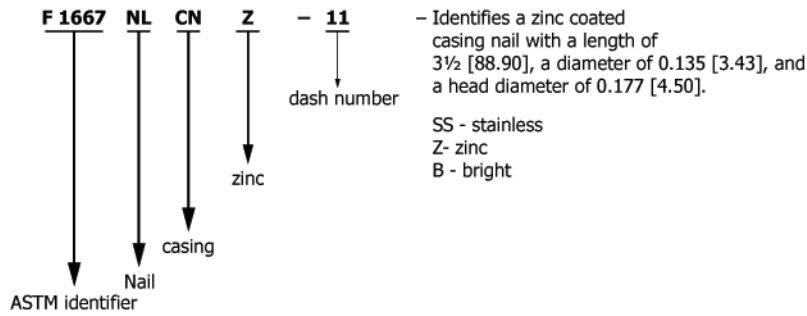 F 1667 NL CN Z – 11
– Identifies a zinc coated
casing nail with a length of
3½ [88.90], a diameter of 0.135 [3.43], and
a head diameter of 0.177 [4.50].
dash number
SS - stainless
Z- zinc
B - bright
zinc
casing
Nail
ASTM identifier